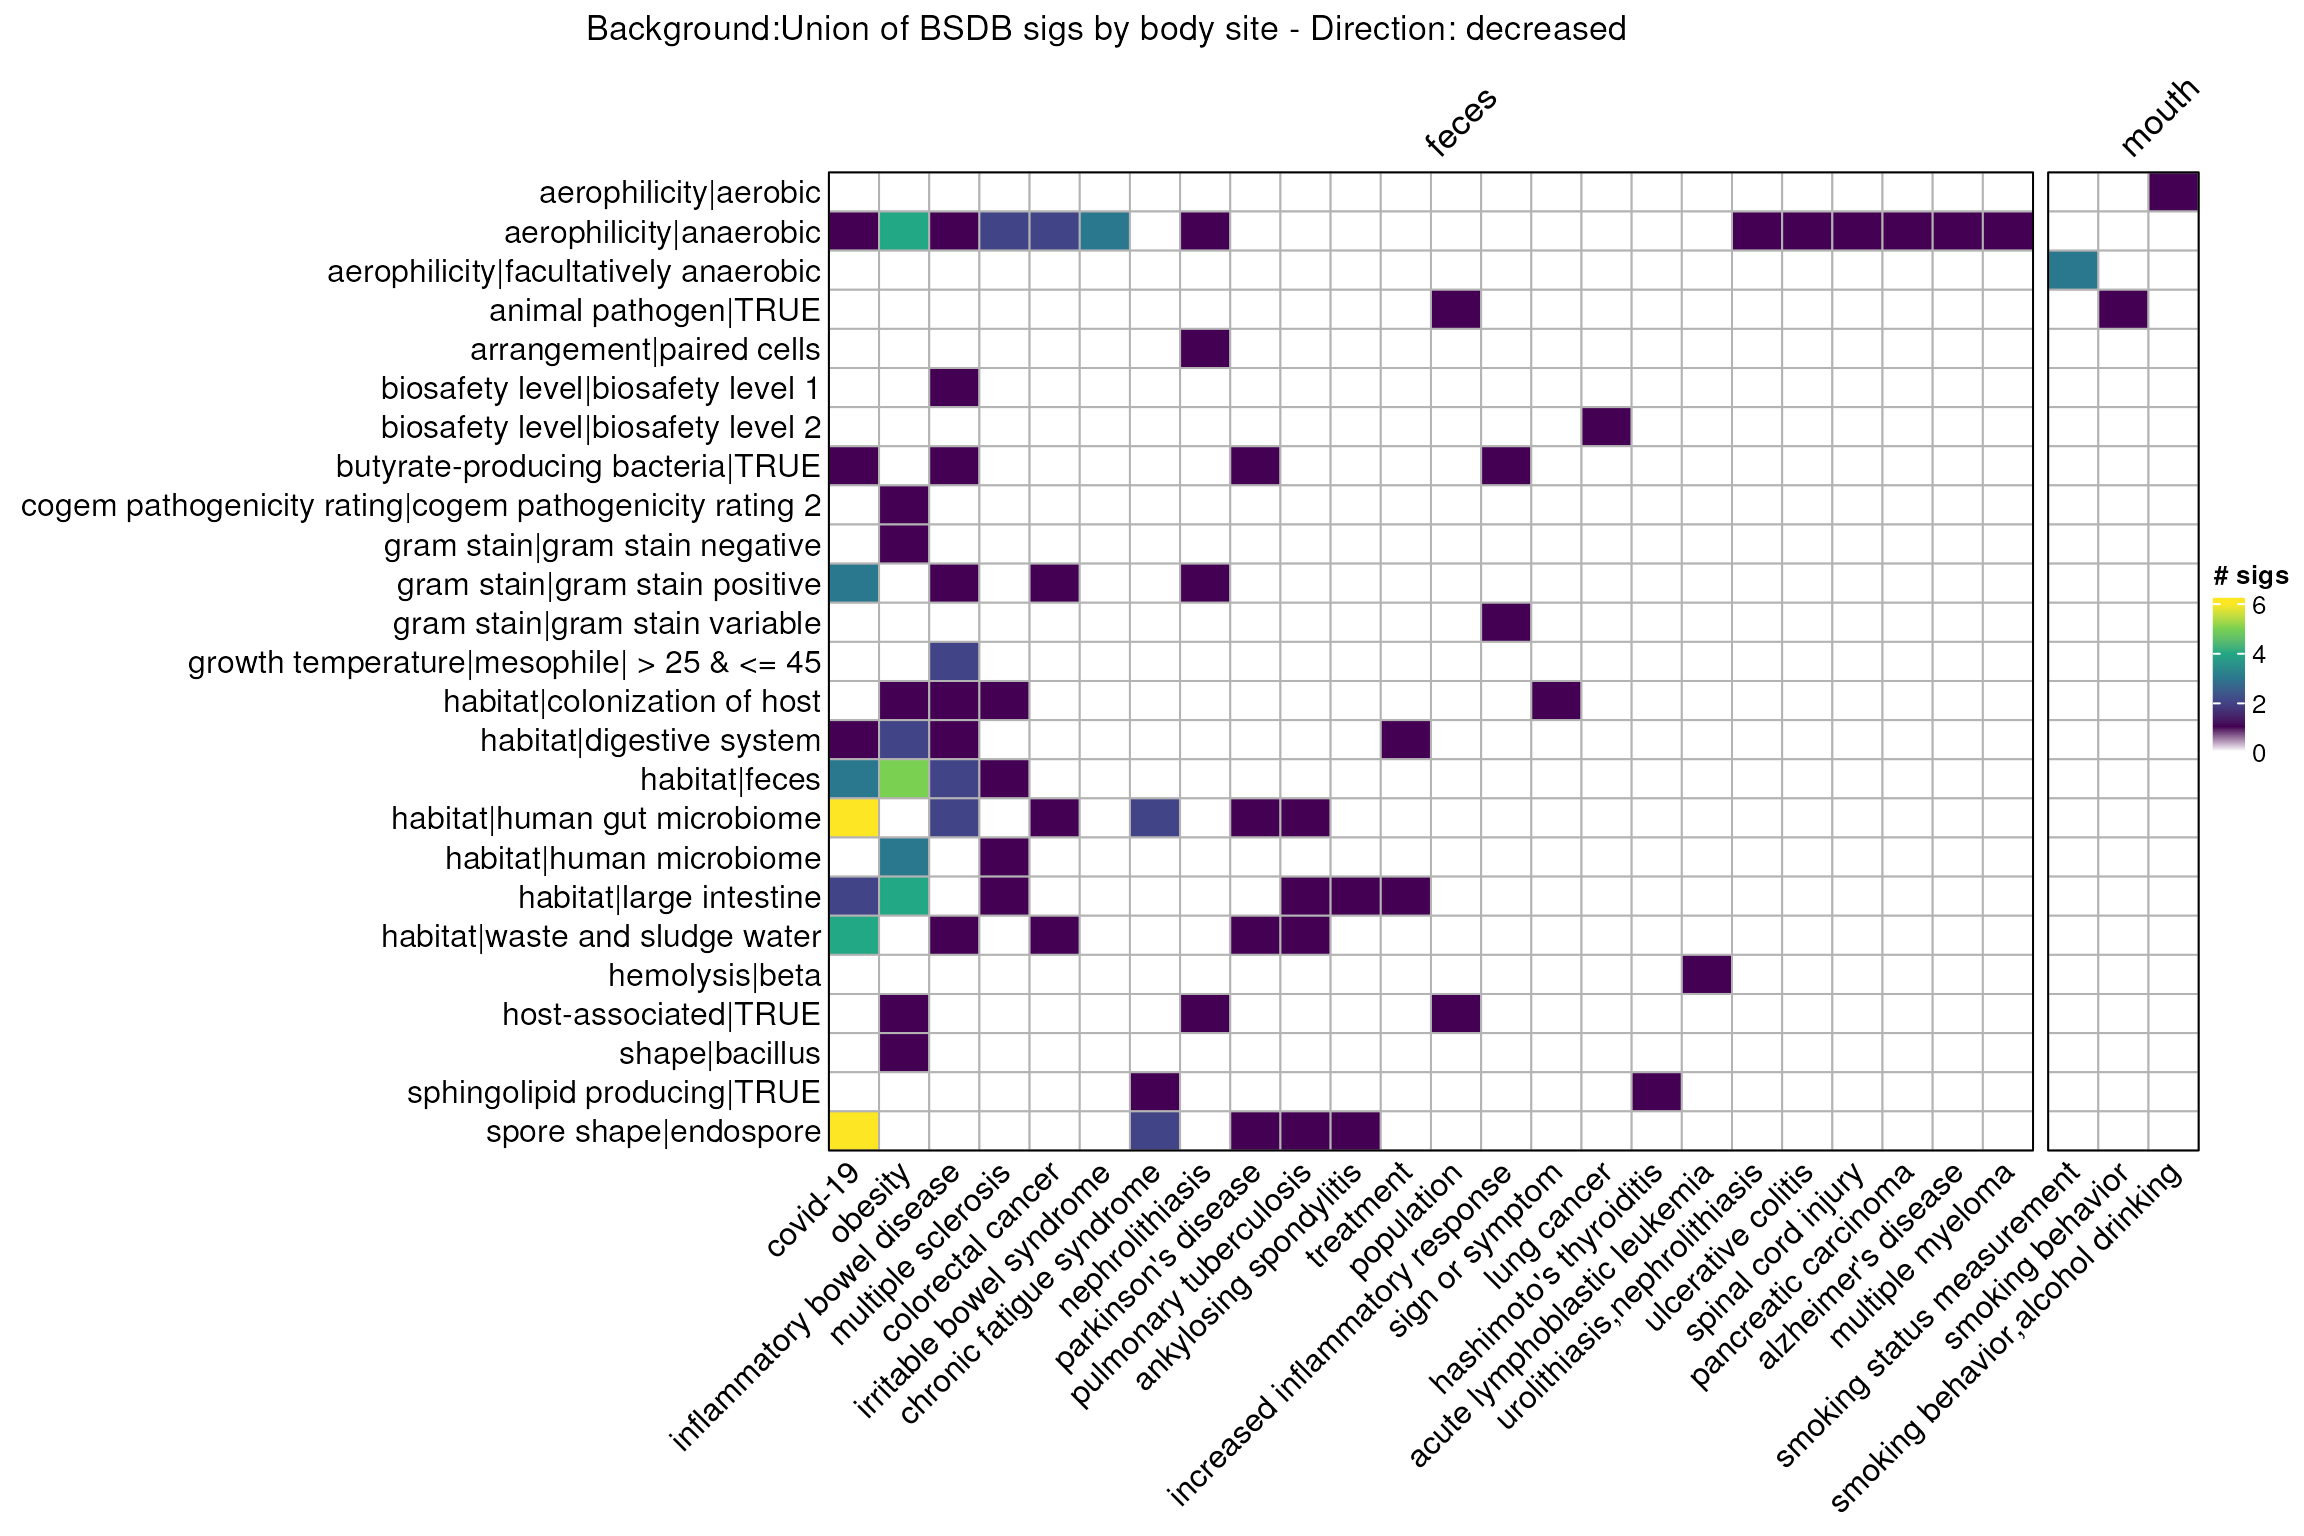 Background:Union of BSDB sigs by body site - Direction: decreased
feces
mouth
aerophilicity|aerobic
aerophilicity|anaerobic
aerophilicity|facultatively anaerobic
animal pathogen|TRUE
arrangement|paired cells
biosafety level|biosafety level 1
biosafety level|biosafety level 2
butyrate-producing bacteria|TRUE
cogem pathogenicity rating|cogem pathogenicity rating 2
gram stain|gram stain negative
gram stain|gram stain positive
gram stain|gram stain variable
growth temperature|mesophile| > 25 & <= 45
habitat|colonization of host
habitat|digestive system
habitat|feces
habitat|human gut microbiome
habitat|human microbiome
habitat|large intestine
habitat|waste and sludge water
hemolysis|beta
host-associated|TRUE
shape|bacillus
sphingolipid producing|TRUE
spore shape|endospore
# sigs
6
4
2
0
covid-19
obesity
inflammatory bowel disease
multiple sclerosis
colorectal cancer
irritable bowel syndrome
chronic fatigue syndrome
nephrolithiasis
parkinson's disease
pulmonary tuberculosis
ankylosing spondylitis
treatment
population
increased inflammatory response
sign or symptom
lung cancer
hashimoto's thyroiditis
acute lymphoblastic leukemia
urolithiasis,nephrolithiasis
ulcerative colitis
spinal cord injury
pancreatic carcinoma
alzheimer's disease
multiple myeloma
smoking status measurement
smoking behavior
smoking behavior,alcohol drinking